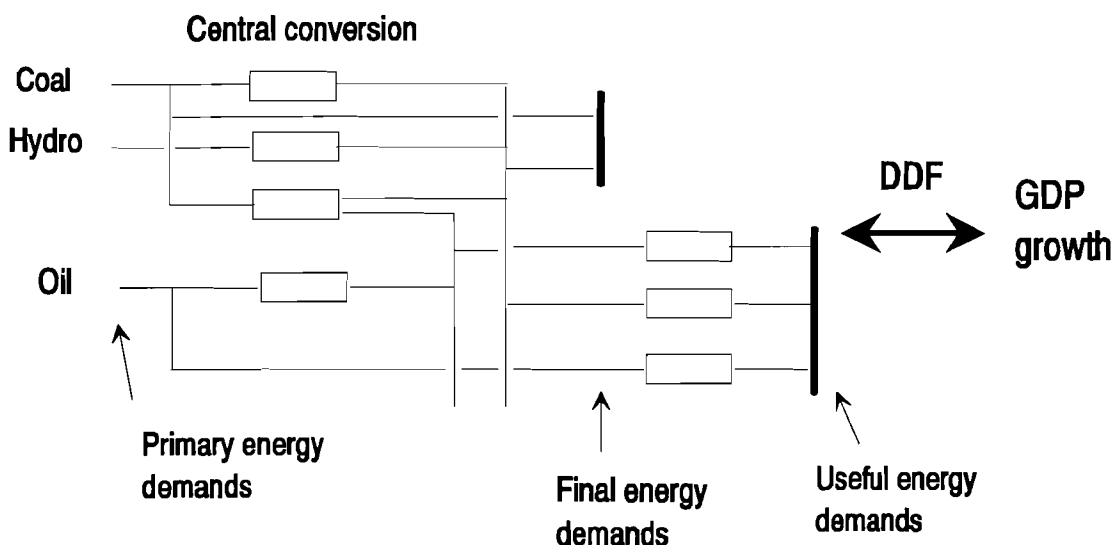 Central conversion
Coal
Hydro
Oil
DDF
GDP
growth
Primary energy
demands
Final energy
demands
Useful energy
demands